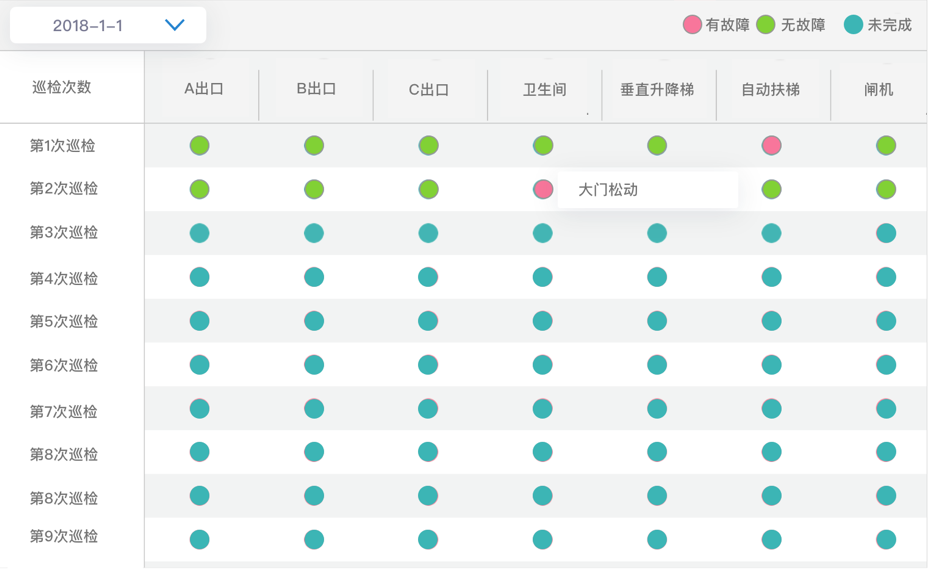 2018-1-1
有故障 无故障 未完成
巡检次数 A出口 B出口 C出口 卫生间 垂直升降梯 自动扶梯 闸机
第1次巡检
第2次巡检 大门松动
第3次巡检
第4次巡检
第5次巡检
第6次巡检
第7次巡检
第8次巡检
第8次巡检
第9次巡检